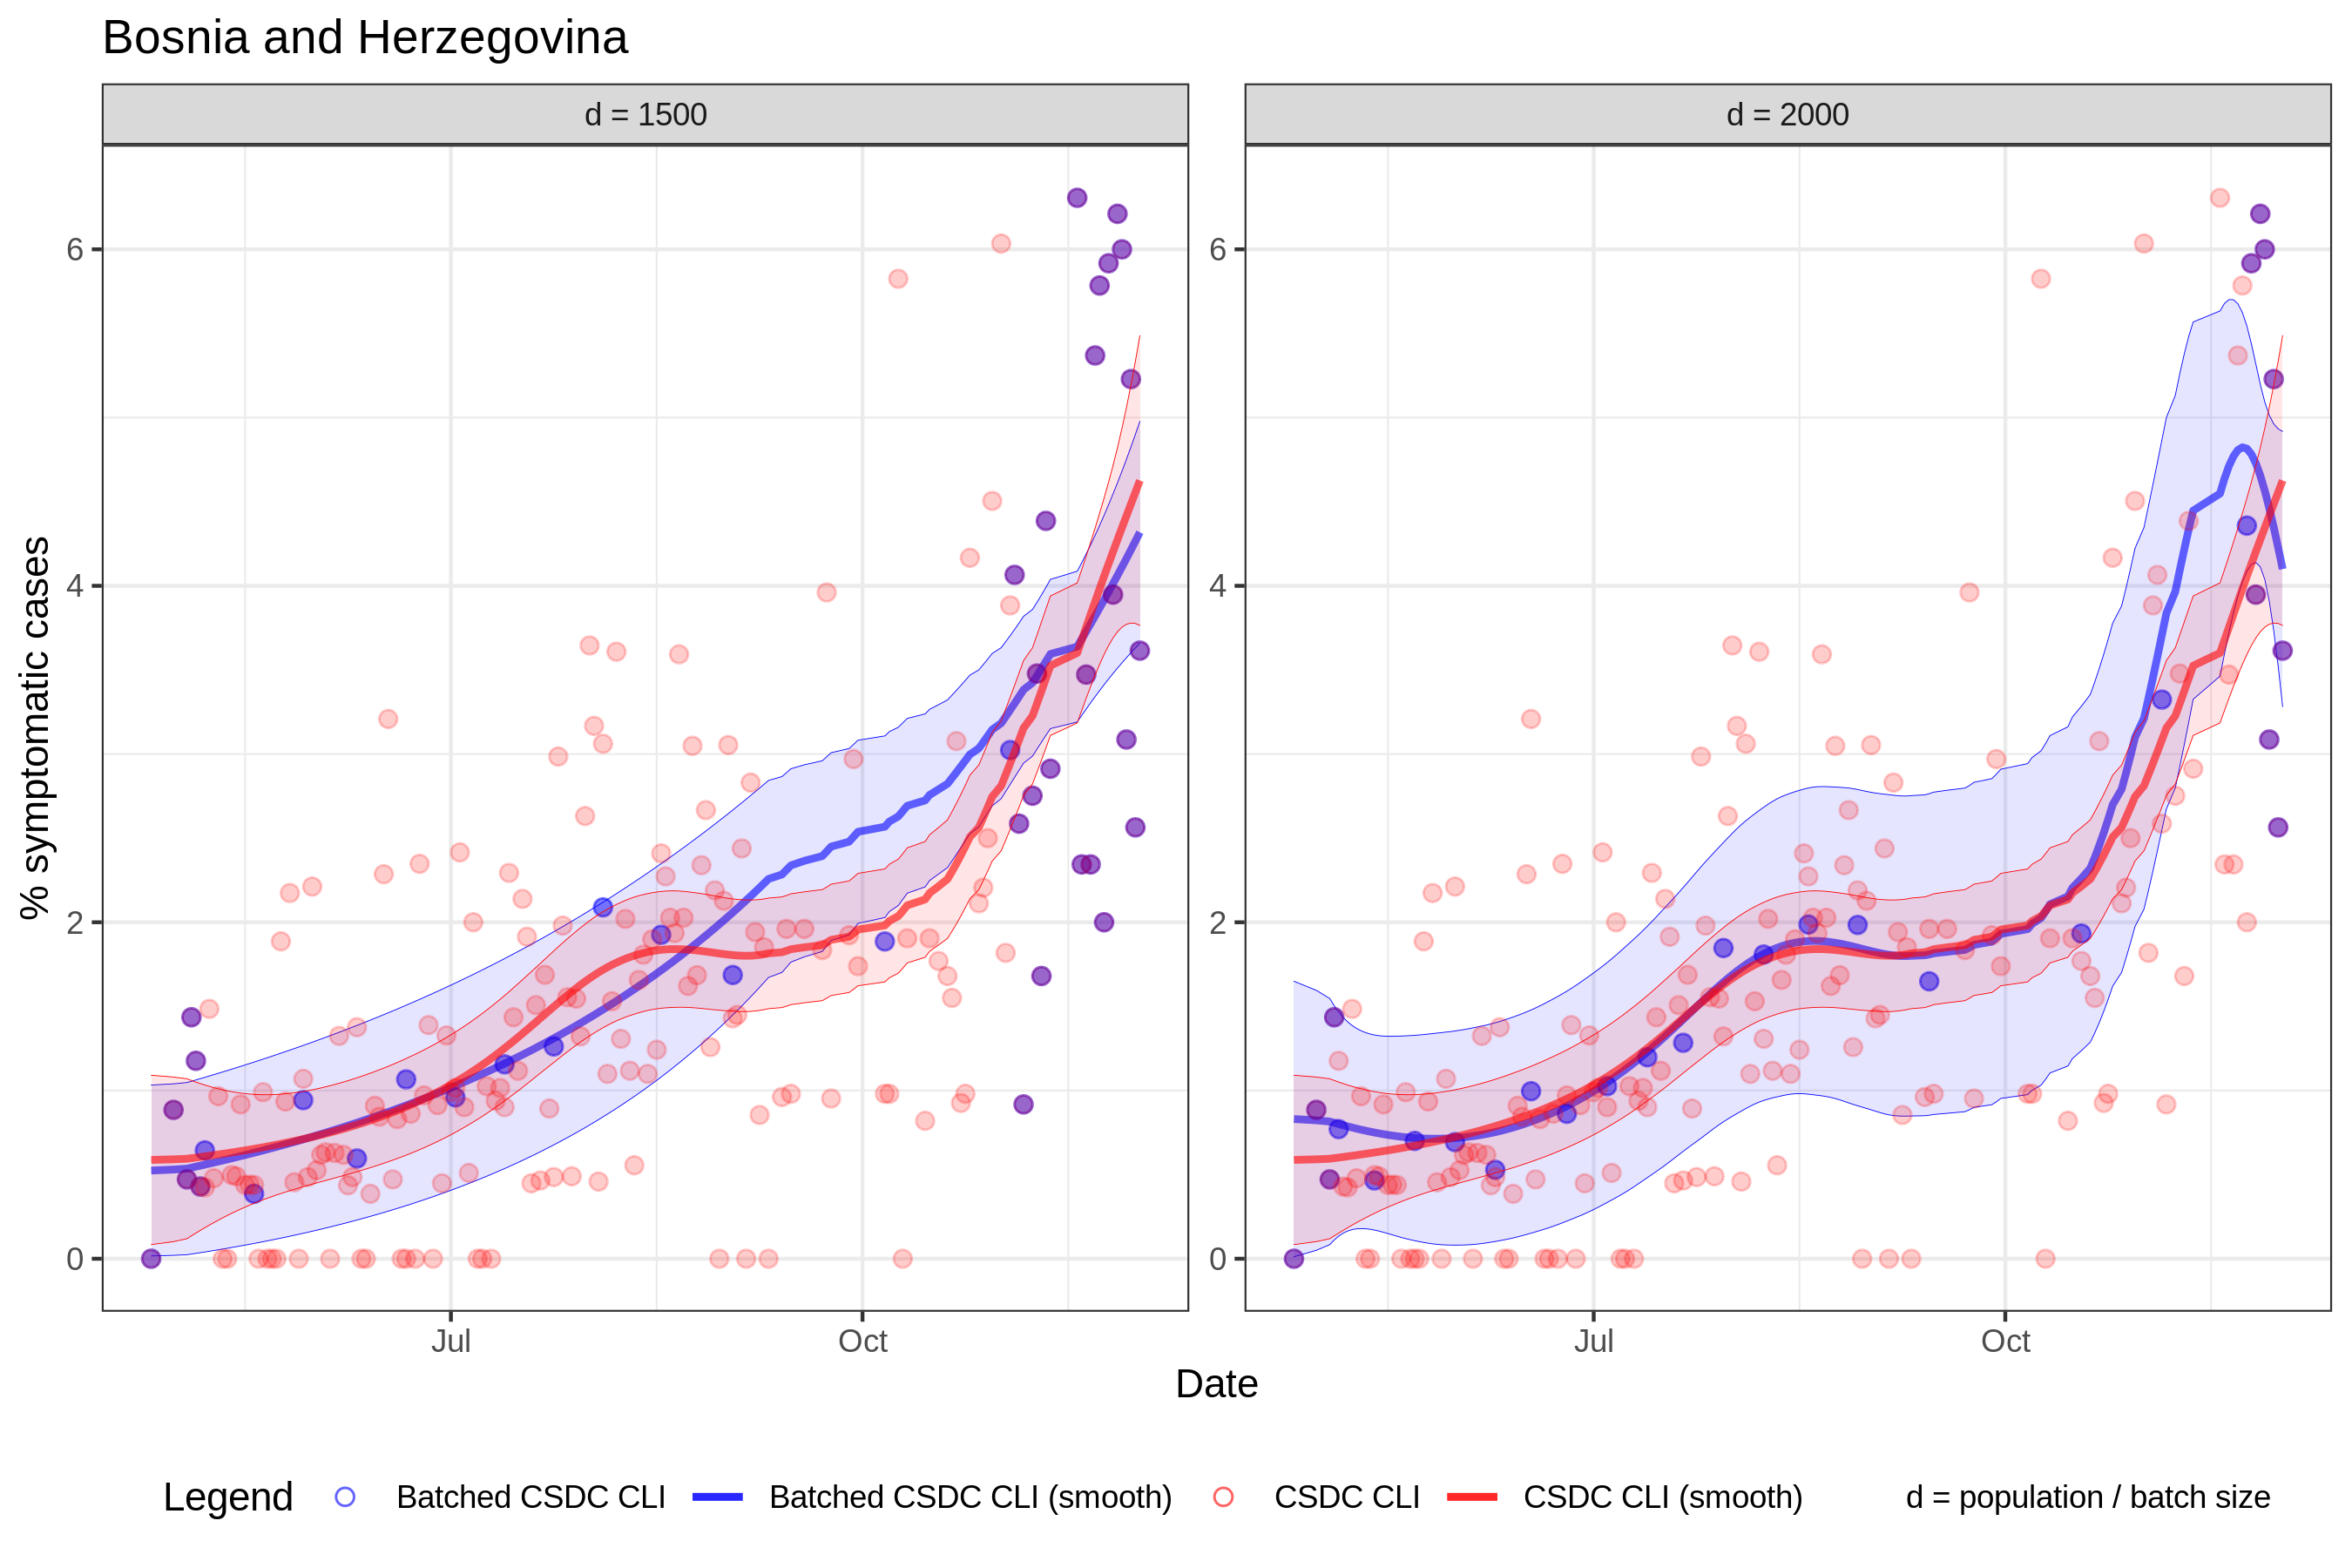 Bosnia and Herzegovina
d = 1500
d = 2000
% symptomatic cases
6
4
2
0
6
4
2
0
Jul
Oct
Jul
Oct
Date
Legend
Batched CSDC CLI
Batched CSDC CLI (smooth)
CSDC CLI
CSDC CLI (smooth)
d = population / batch size